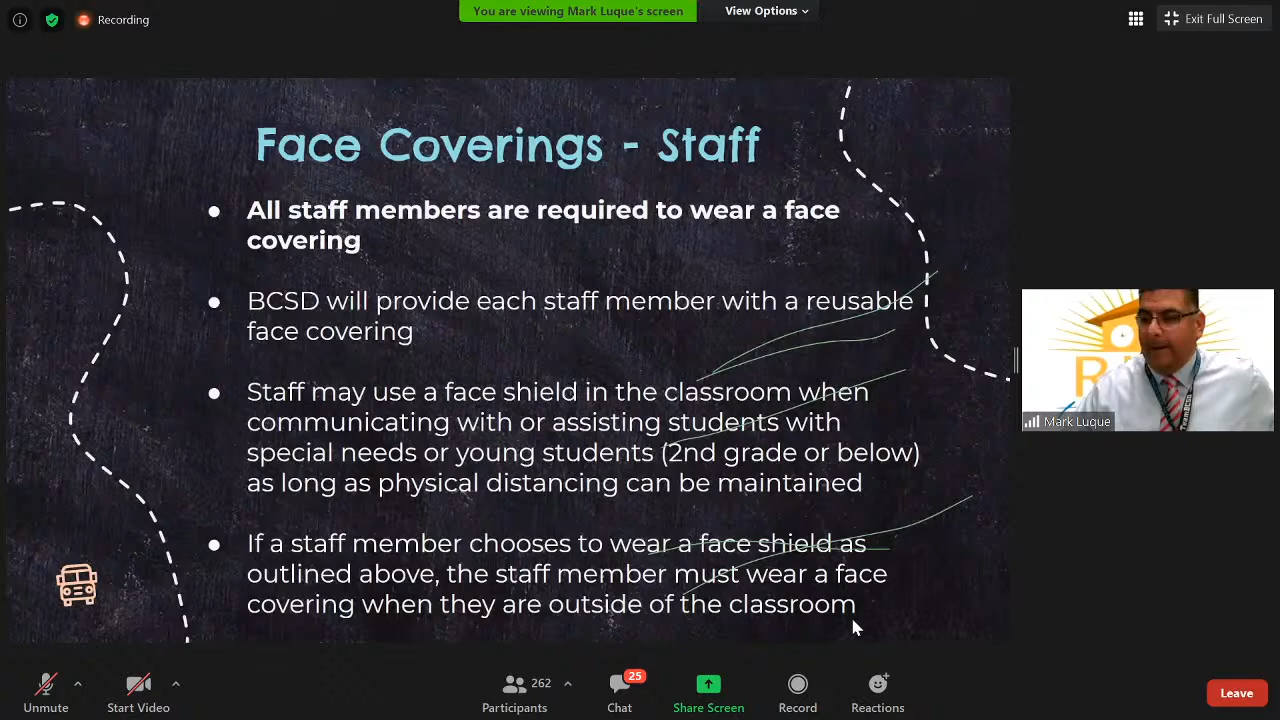 Recording
You are viewing Mark Luque's screen
View Options
Exit Full Screen
Face Coverings - Staff
● All staff members are required to wear a face
covering
● BCSD will provide each staff member with a reusable
face covering
● Staff may use a face shield in the classroom when
communicating with or assisting students with
special needs or young students (2nd grade or below)
as long as physical distancing can be maintained
● If a staff member chooses to wear a face shield as
outlined above, the staff member must wear a face
covering when they are outside of the classroom
Mark Luque
Unmute
Start Video
262
Participants
25
Chat
Share Screen
Record
Reactions
Leave